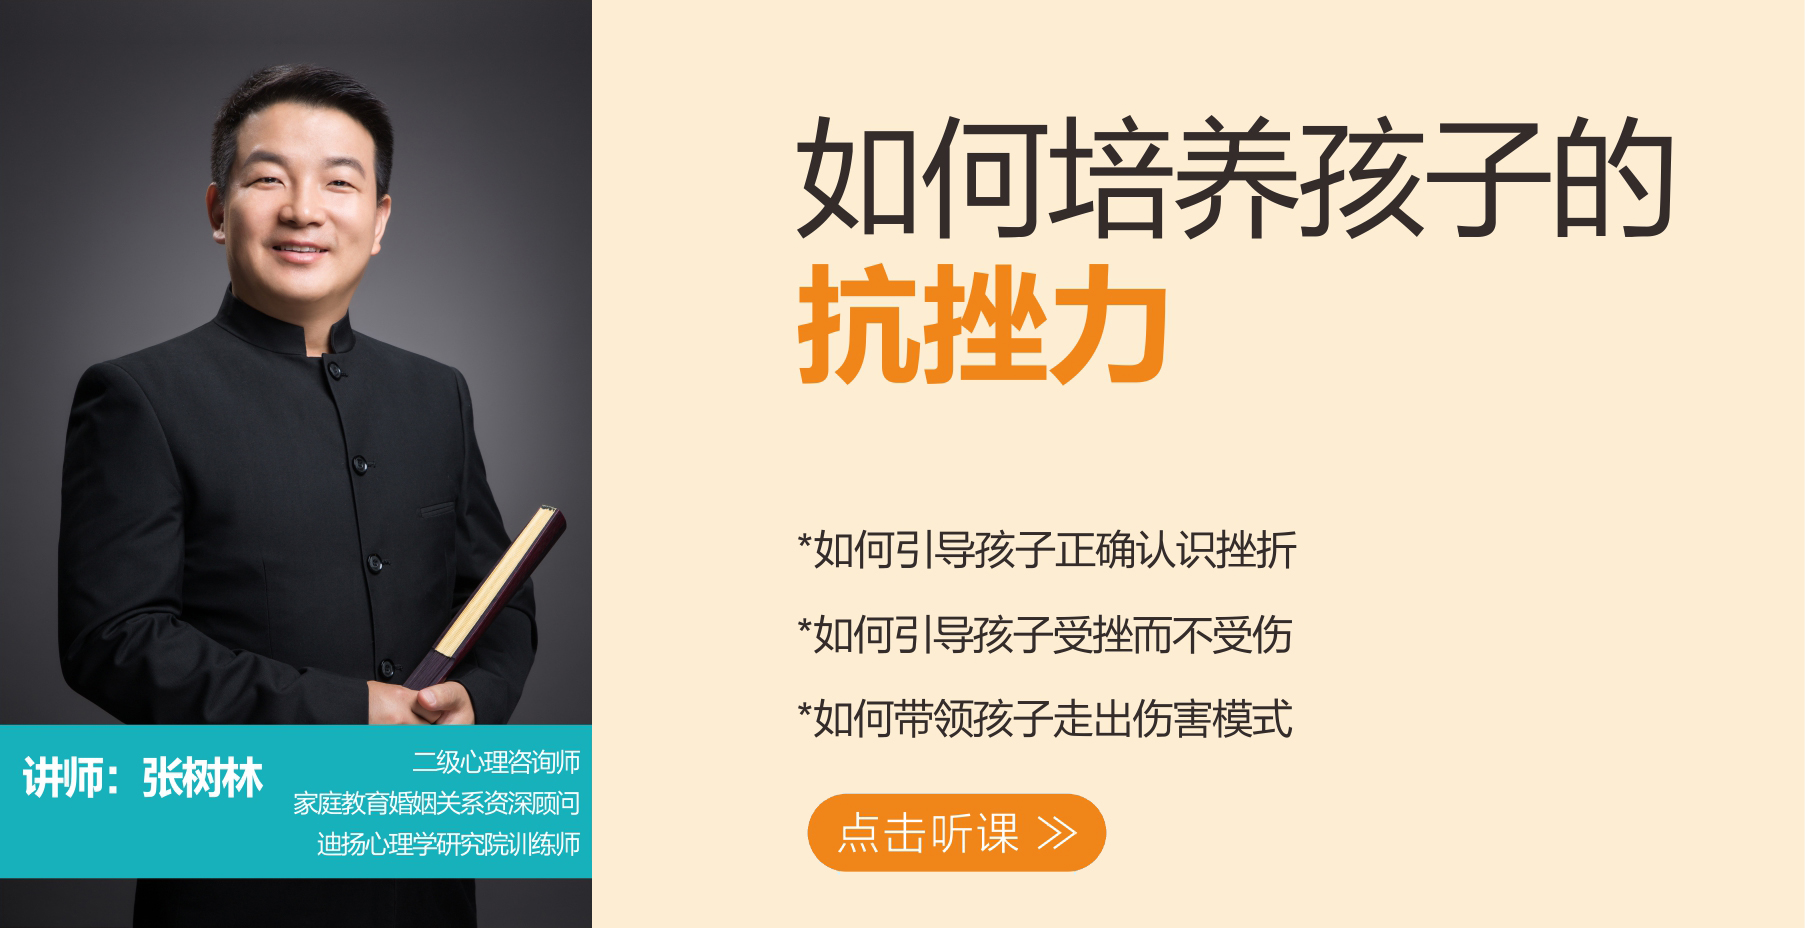 如何培养孩子的
抗挫力
*如何引导孩子正确认识挫折
*如何引导孩子受挫而不受伤
*如何带领孩子走出伤害模式
点击听课
讲师：张树林
二级心理咨询师
家庭教育婚姻关系资深顾问
迪扬心理学研究院训练师